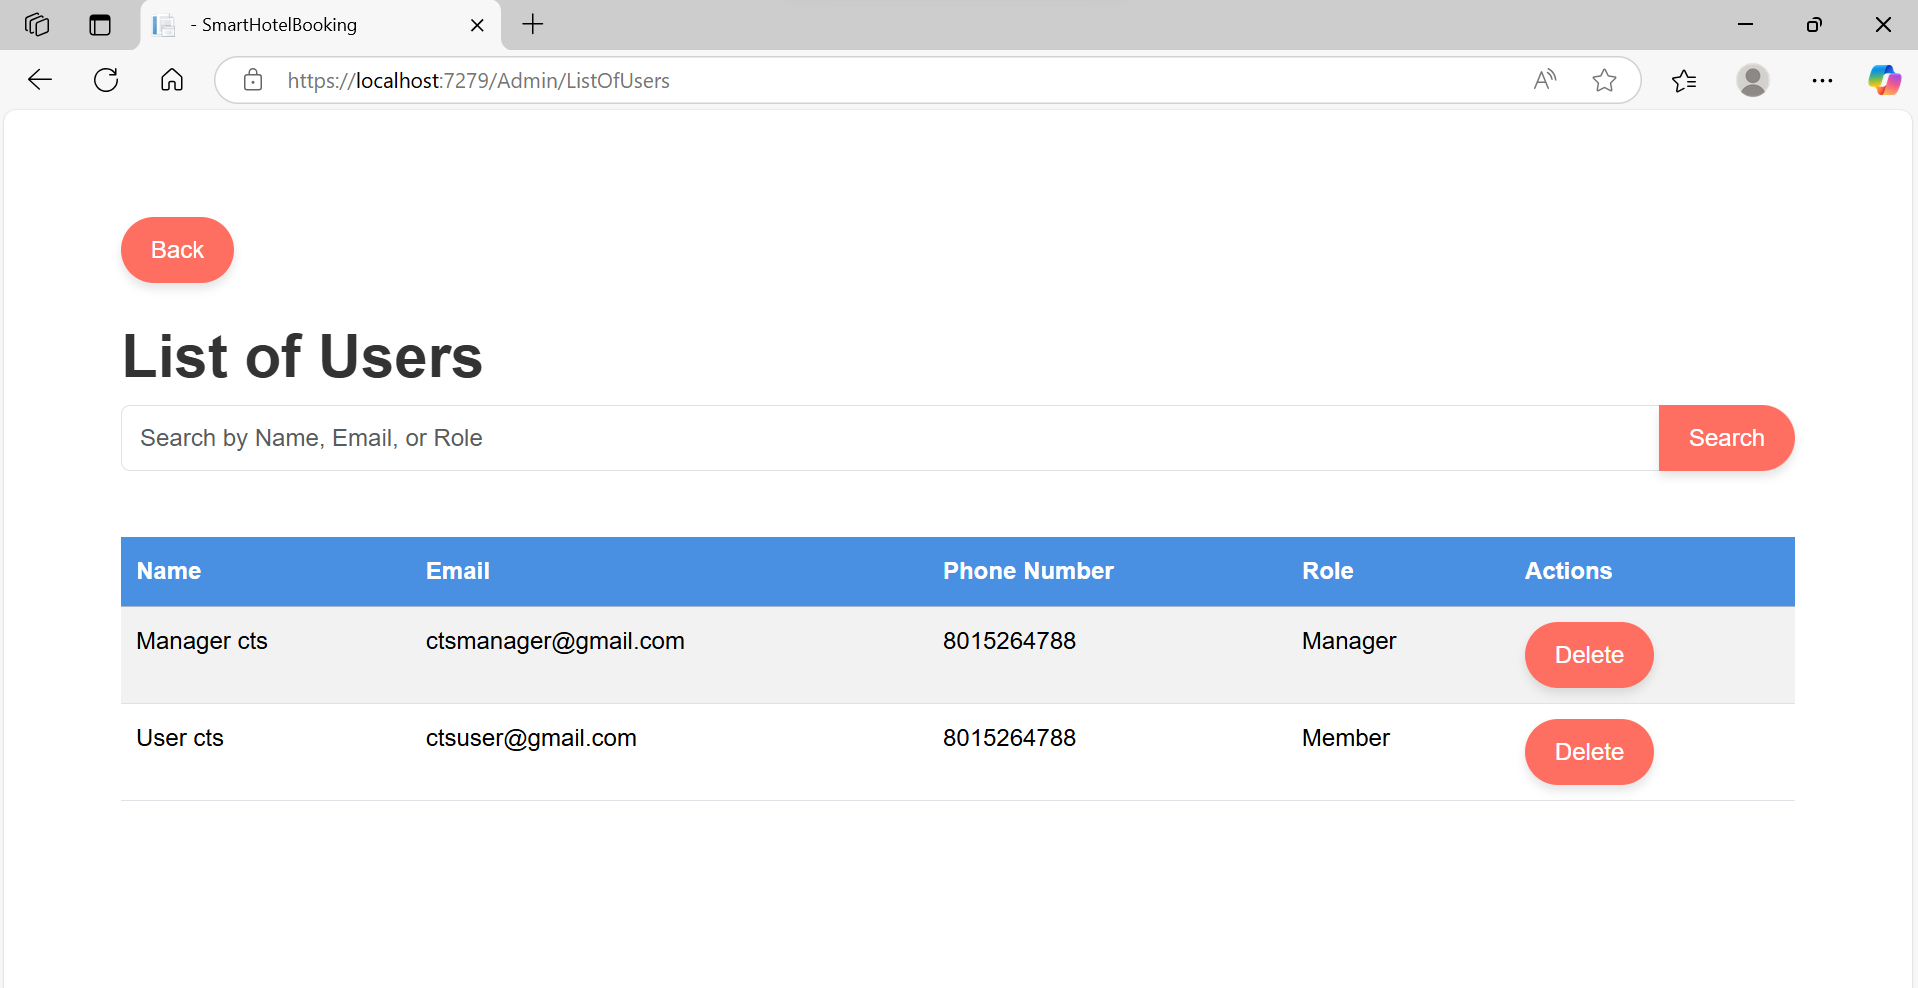 - SmartHotelBooking
https://localhost:7279/Admin/ListOfUsers
Back
List of Users
Search by Name, Email, or Role
Search
Name Email Phone Number Role Actions
Manager cts ctsmanager@gmail.com 8015264788 Manager Delete
User cts ctsuser@gmail.com 8015264788 Member Delete